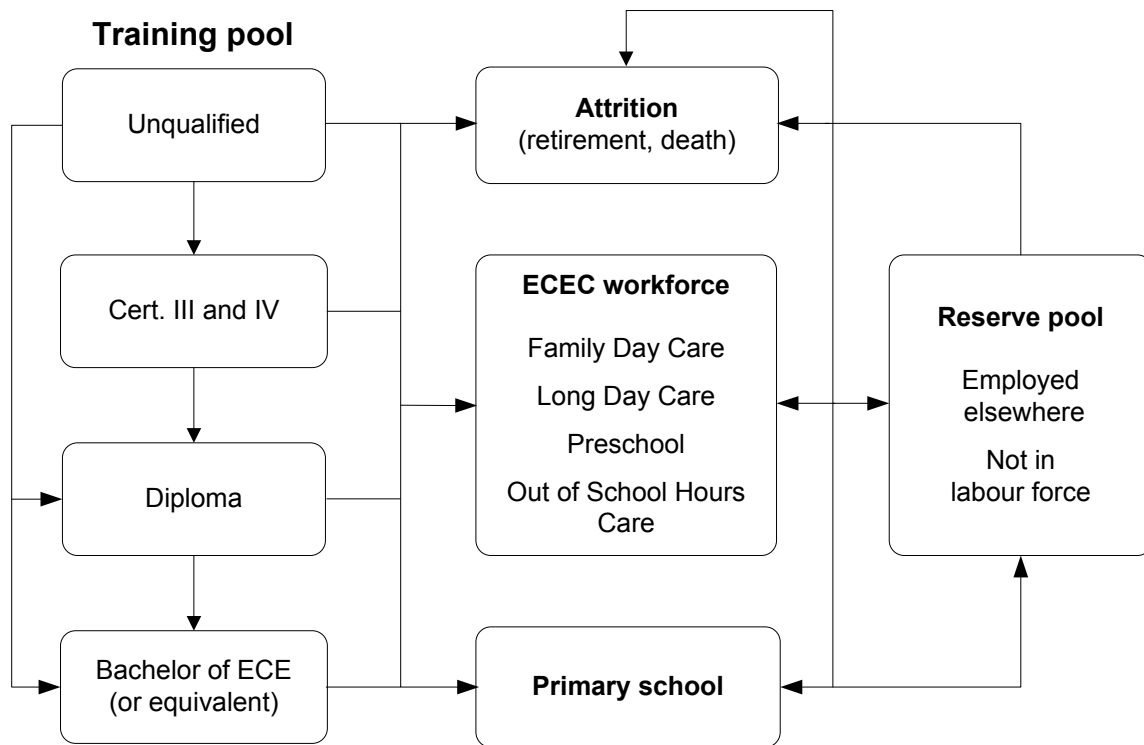 Training pool
Unqualified
Cert. III and IV
Diploma
Bachelor of ECE
(or equivalent)
Attrition
(retirement, death)
ECEC workforce
Family Day Care
Long Day Care
Preschool
Out of School Hours
Care
Primary school
Reserve pool
Employed
elsewhere
Not in
labour force